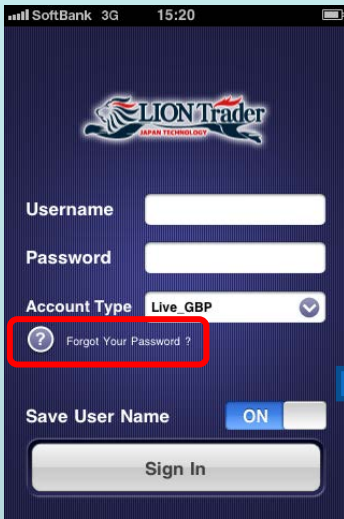 SoftBank 3G 15:20
LION Trader
JAPAN TECHNOLOGY
Username
Password
Account Type Live_GBP
? Forgot Your Password ?
Save User Name ON
Sign In